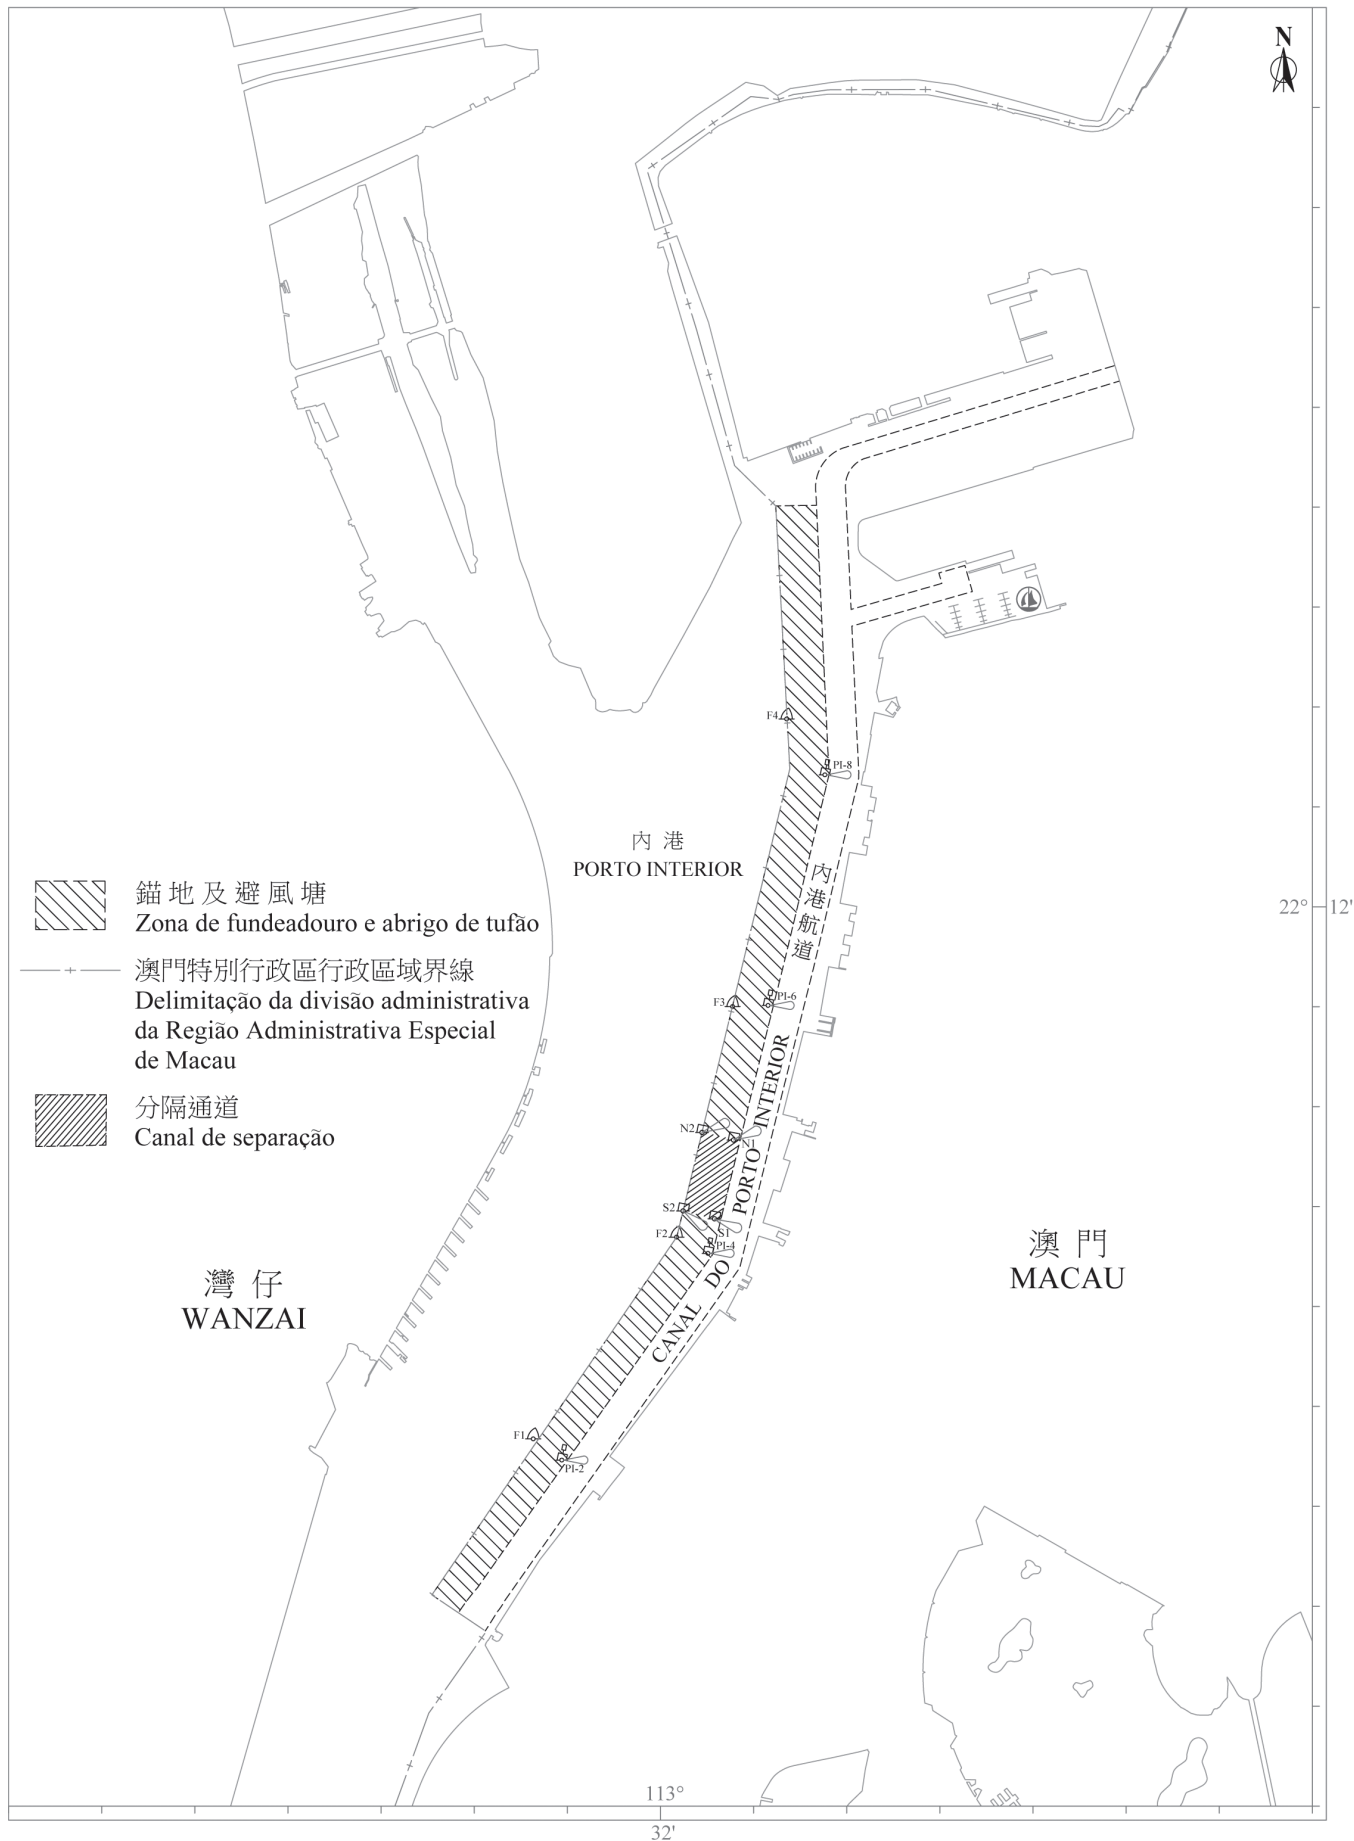 N
F4
PI-8
內 港
PORTO INTERIOR
內港航道
錨 地 及 避 風 塘
Zona de fundeadouro e abrigo de tufão
22° 12'
澳門特別行政區行政區域界線
Delimitação da divisão administrativa
da Região Administrativa Especial
de Macau
F3
PI-6
分隔通道
Canal de separação
N2
N1
S2
S1
F2
PI-4
CANAL DO PORTO INTERIOR
澳 門
MACAU
灣 仔
WANZAI
F1
PI-2
113°
32'